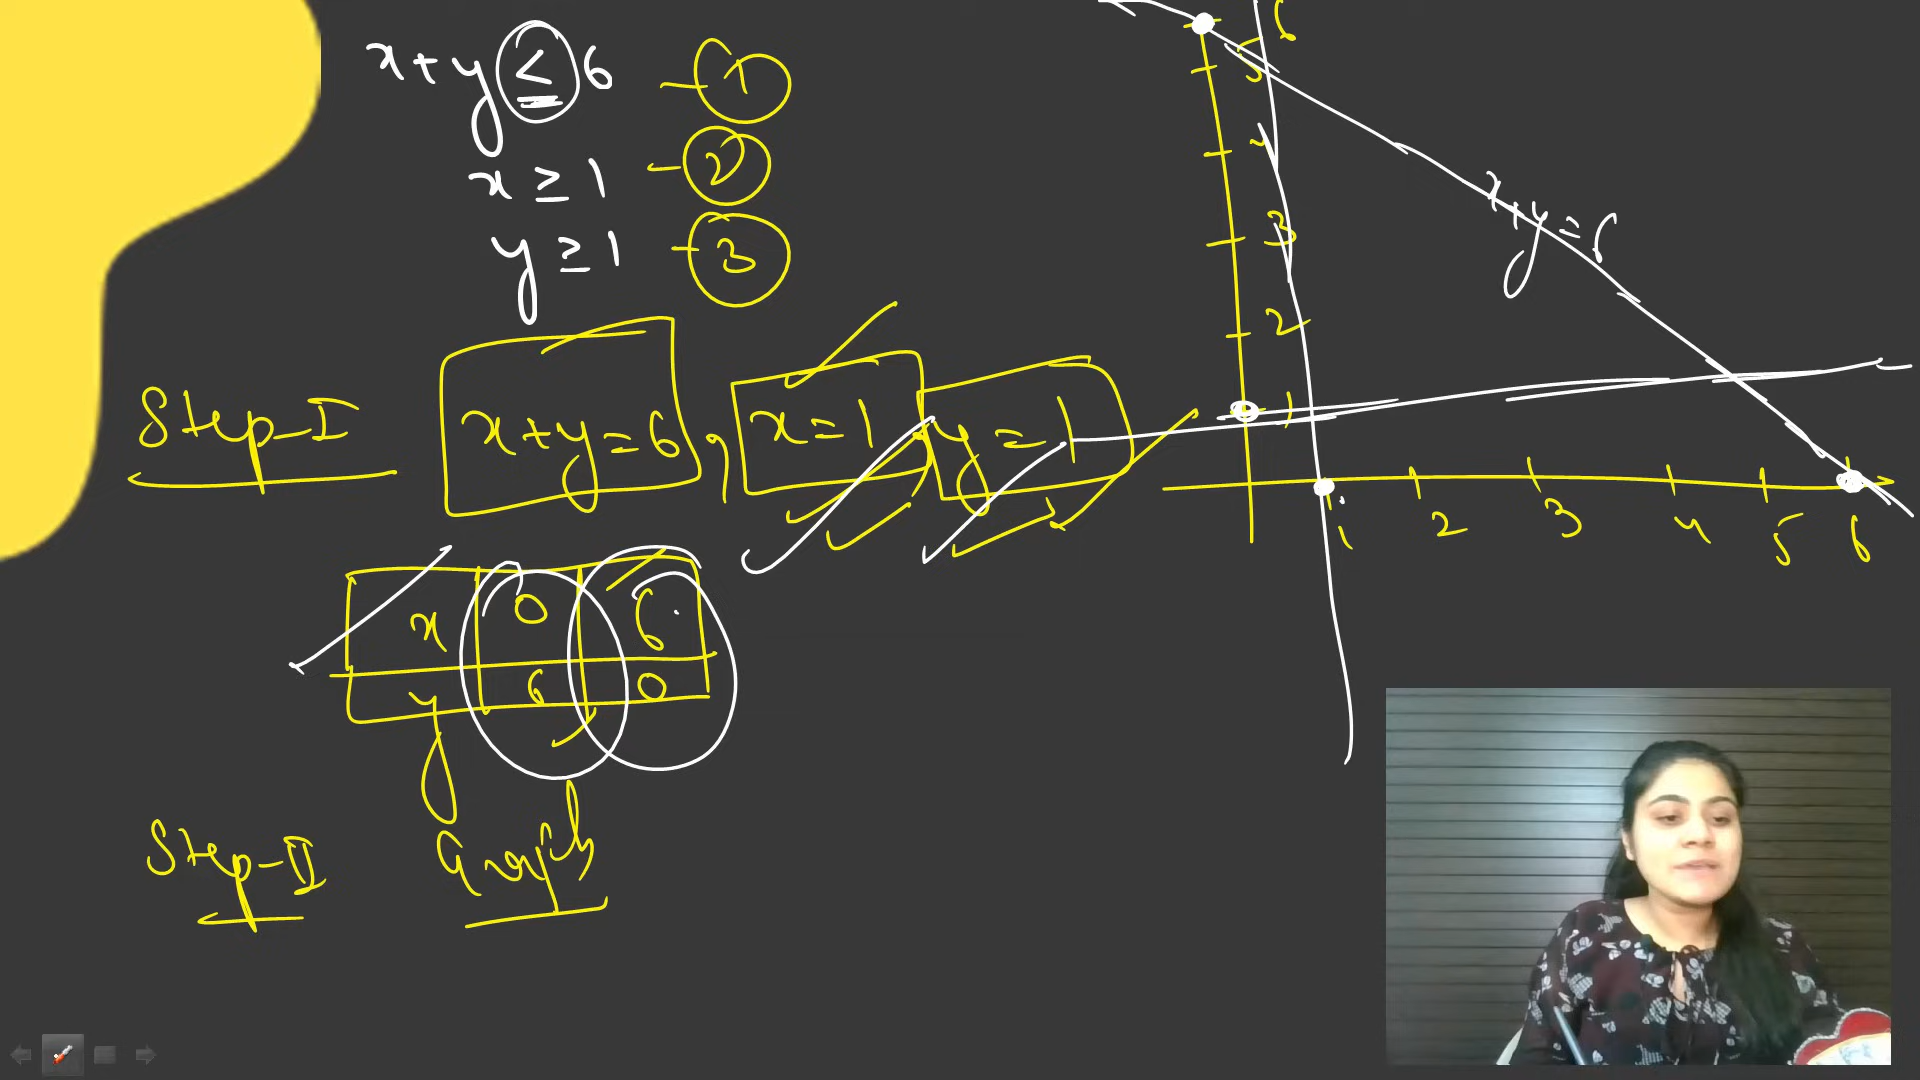 x+y ≤ 6 - 1
x ≥ 1 - 2
y ≥ 1 - 3
Step-I x+y=6, x=1 y=1
x 0 6
y 6 0
Step-II Graph
6
5
4
3
2
1
x+y=6
1 2 3 4 5 6